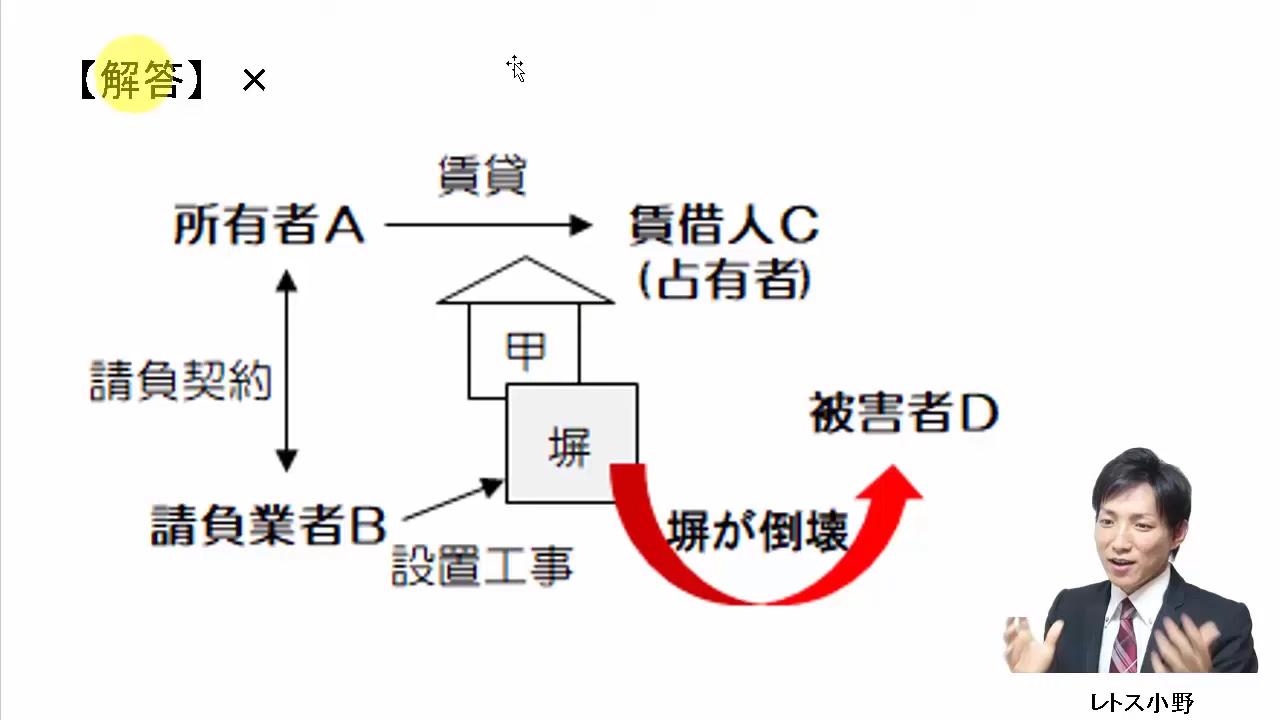 【解答】 ×
賃貸
所有者A
賃借人C
(占有者)
甲
請負契約
塀
被害者D
請負業者B
塀が倒壊
設置工事
レトス小野